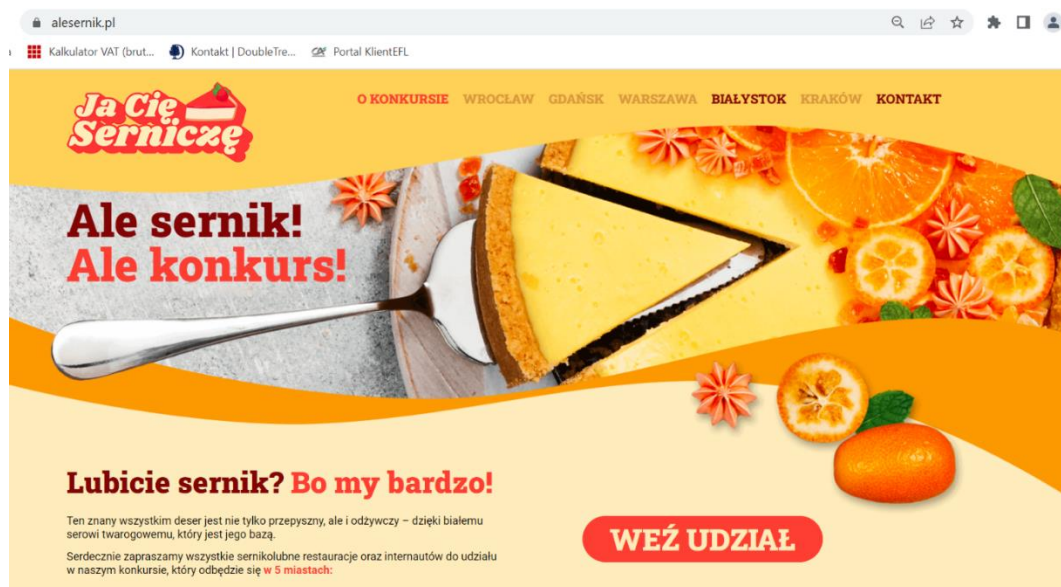 alesernik.pl
Kalkulator VAT (brut...
Kontakt | DoubleTre...
Portal KlientEFL
Ja Cię
Serniczę
O KONKURSIE WROCŁAW GDAŃSK WARSZAWA BIAŁYSTOK KRAKÓW KONTAKT
Ale sernik!
Ale konkurs!
Lubicie sernik? Bo my bardzo!
Ten znany wszystkim deser jest nie tylko przepyszny, ale i odżywczy – dzięki białemu
serowi twarogowemu, który jest jego bazą.
Serdecznie zapraszamy wszystkie sernikolubne restauracje oraz internautów do udziału
w naszym konkursie, który odbędzie się w 5 miastach:
WEŹ UDZIAŁ